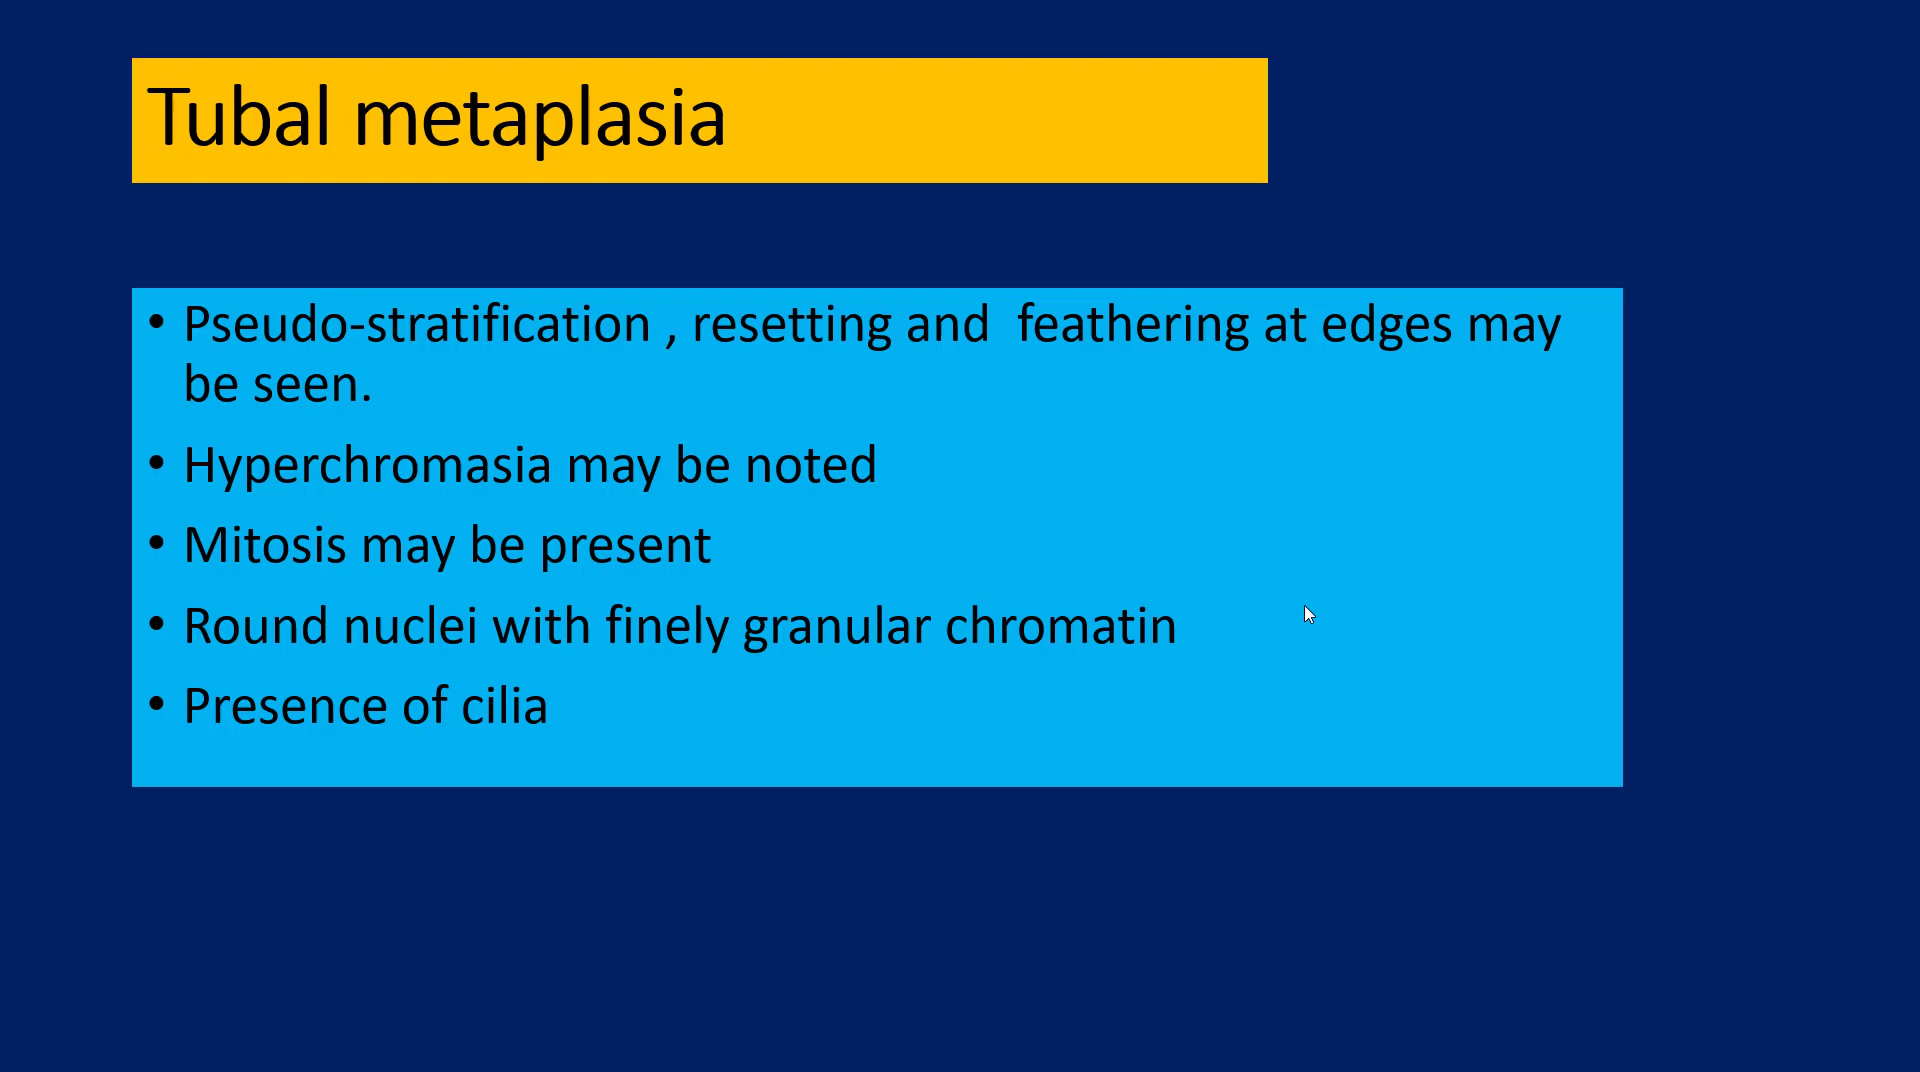 Tubal metaplasia
• Pseudo-stratification , resetting and  feathering at edges may
be seen.
• Hyperchromasia may be noted
• Mitosis may be present
• Round nuclei with finely granular chromatin
• Presence of cilia